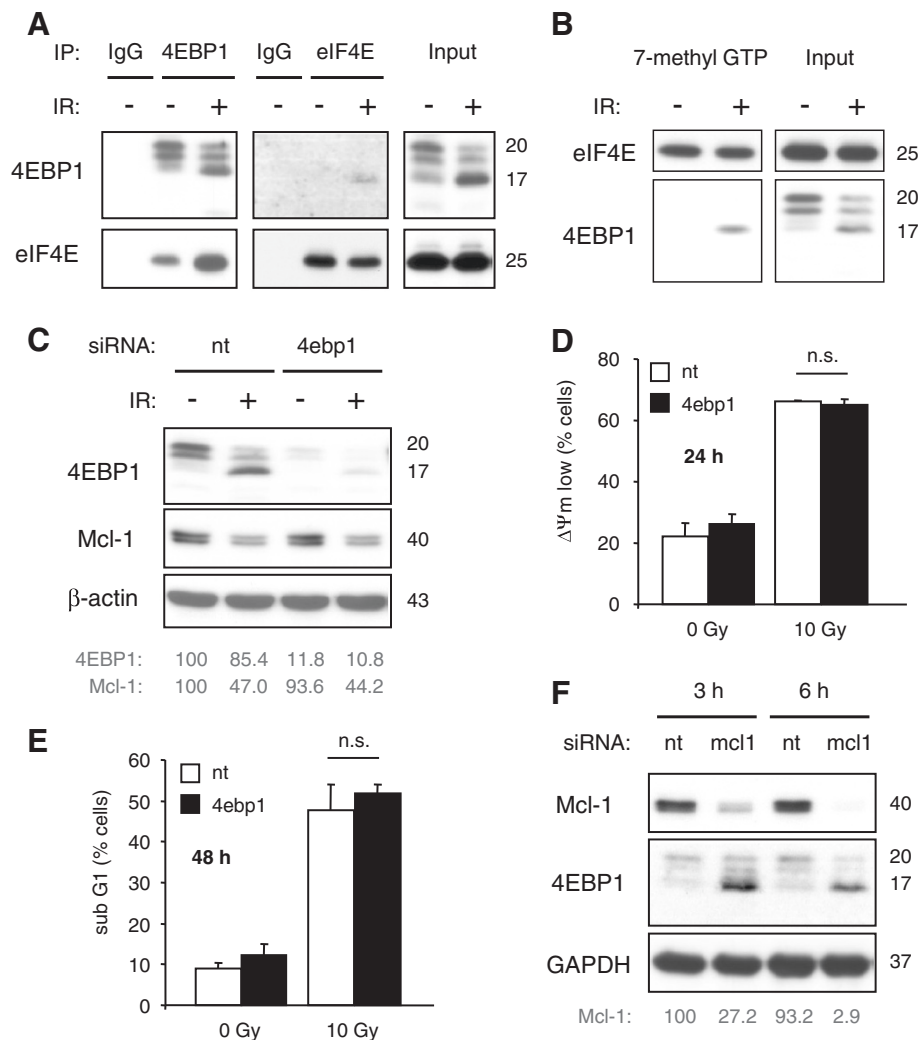 A
IP: IgG 4EBP1 IgG eIF4E Input
IR: - - + - - + - +
4EBP1 20
17
eIF4E 25
B
7-methyl GTP Input
IR: - + - +
eIF4E 25
4EBP1 20
17
C
siRNA: nt 4ebp1
IR: - + - +
4EBP1 20
17
Mcl-1 40
β-actin 43
4EBP1: 100 85.4 11.8 10.8
Mcl-1: 100 47.0 93.6 44.2
D
ΔΨm low (% cells)
80
60
40
20
0
nt
4ebp1
n.s.
24 h
0 Gy 10 Gy
E
sub G1 (% cells)
60
50
40
30
20
10
0
nt
4ebp1
n.s.
48 h
0 Gy 10 Gy
F
3 h 6 h
siRNA: nt mcl1 nt mcl1
Mcl-1 40
4EBP1 20
17
GAPDH 37
Mcl-1: 100 27.2 93.2 2.9